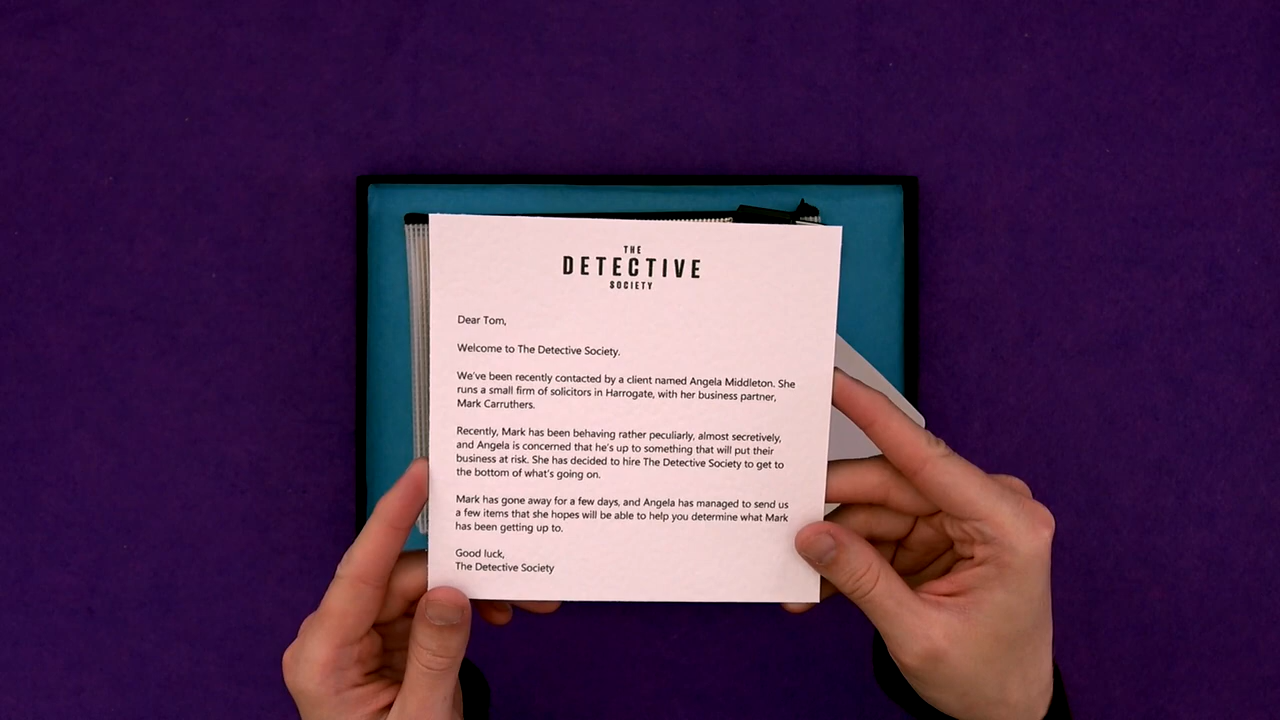 THE
DETECTIVE
SOCIETY
Dear Tom,
Welcome to The Detective Society.
We've been recently contacted by a client named Angela Middleton. She
runs a small firm of solicitors in Harrogate, with her business partner,
Mark Carruthers.
Recently, Mark has been behaving rather peculiarly, almost secretively,
and Angela is concerned that he's up to something that will put their
business at risk. She has decided to hire The Detective Society to get to
the bottom of what's going on.
Mark has gone away for a few days, and Angela has managed to send us
a few items that she hopes will be able to help you determine what Mark
has been getting up to.
Good luck,
The Detective Society